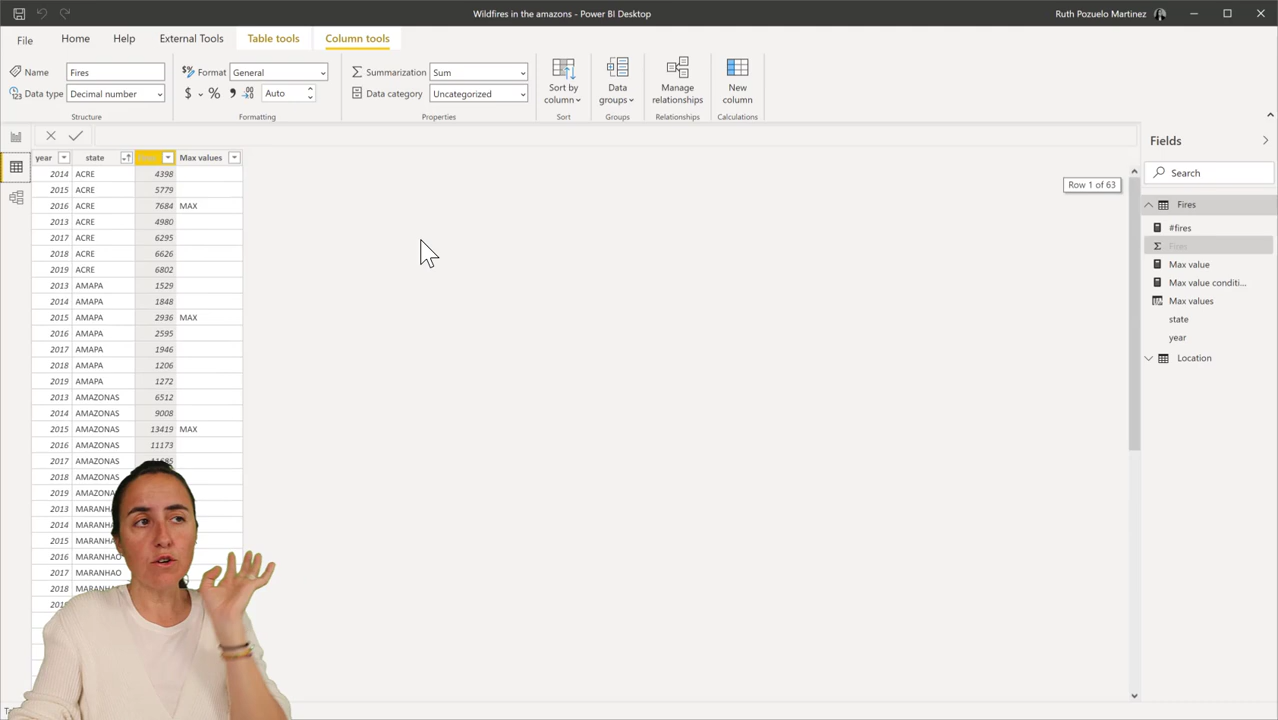 Wildfires in the amazons - Power BI Desktop
Ruth Pozuelo Martinez
File
Home
Help
External Tools
Table tools
Column tools
Name
Fires
Format
General
Summarization
Sum
Data type
Decimal number
$
%
Auto
Data category
Uncategorized
Sort by
column
Data
groups
Manage
relationships
New
column
Structure
Formatting
Properties
Sort
Groups
Relationships
Calculations
year state Max values
2014 ACRE 4398
2015 ACRE 5779
2016 ACRE 7684 MAX
2013 ACRE 4980
2017 ACRE 6295
2018 ACRE 6626
2019 ACRE 6802
2013 AMAPA 1529
2014 AMAPA 1848
2015 AMAPA 2936 MAX
2016 AMAPA 2595
2017 AMAPA 1946
2018 AMAPA 1206
2019 AMAPA 1272
2013 AMAZONAS 6512
2014 AMAZONAS 9008
2015 AMAZONAS 13419 MAX
2016 AMAZONAS 11173
2017 AMAZONAS
2018 AMAZONAS
2019 AMAZONAS
2013 MARANHAO
2014 MARANHAO
2015 MARANHAO
2016 MARANHAO
2017 MARANHAO
2018 MARANHAO
Row 1 of 63
Fields
Search
Fires
#fires
Fires
Max value
Max value conditi...
Max values
state
year
Location